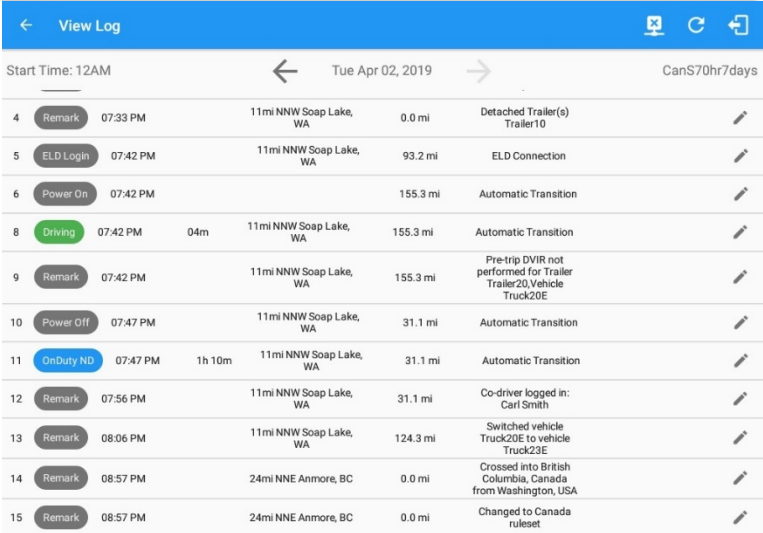 View Log
Start Time: 12AM Tue Apr 02, 2019 CanS70hr7days
4 Remark 07:33 PM 11mi NNW Soap Lake, WA 0.0 mi Detached Trailer(s) Trailer10
5 ELD Login 07:42 PM 11mi NNW Soap Lake, WA 93.2 mi ELD Connection
6 Power On 07:42 PM 155.3 mi Automatic Transition
8 Driving 07:42 PM 04m 11mi NNW Soap Lake, WA 155.3 mi Automatic Transition
9 Remark 07:42 PM 11mi NNW Soap Lake, WA 155.3 mi Pre-trip DVIR not performed for Trailer Trailer20,Vehicle Truck20E
10 Power Off 07:47 PM 11mi NNW Soap Lake, WA 31.1 mi Automatic Transition
11 OnDuty ND 07:47 PM 1h 10m 11mi NNW Soap Lake, WA 31.1 mi Automatic Transition
12 Remark 07:56 PM 11mi NNW Soap Lake, WA 31.1 mi Co-driver logged in: Carl Smith
13 Remark 08:06 PM 11mi NNW Soap Lake, WA 124.3 mi Switched vehicle Truck20E to vehicle Truck23E
14 Remark 08:57 PM 24mi NNE Anmore, BC 0.0 mi Crossed into British Columbia, Canada from Washington, USA
15 Remark 08:57 PM 24mi NNE Anmore, BC 0.0 mi Changed to Canada ruleset